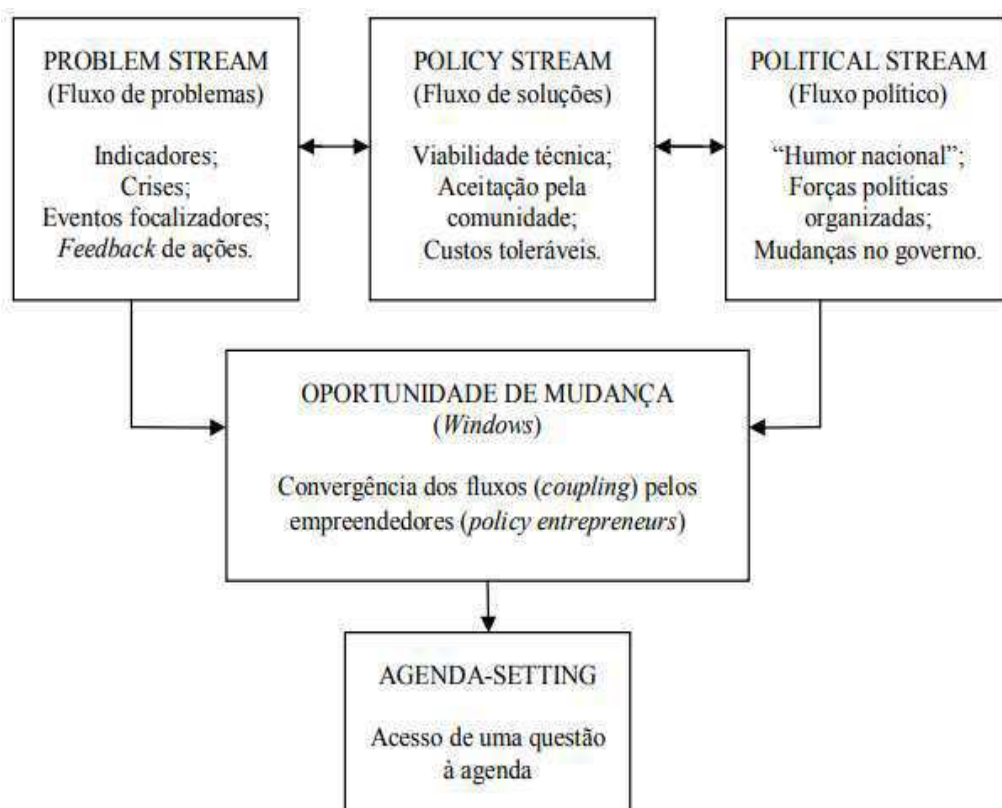 PROBLEM STREAM
(Fluxo de problemas)
Indicadores;
Crises;
Eventos focalizadores;
Feedback de ações.
POLICY STREAM
(Fluxo de soluções)
Viabilidade técnica;
Aceitação pela
comunidade;
Custos toleráveis.
POLITICAL STREAM
(Fluxo político)
“Humor nacional”;
Forças políticas
organizadas;
Mudanças no governo.
OPORTUNIDADE DE MUDANÇA
(Windows)
Convergência dos fluxos (coupling) pelos
empreendedores (policy entrepreneurs)
AGENDA-SETTING
Acesso de uma questão
à agenda